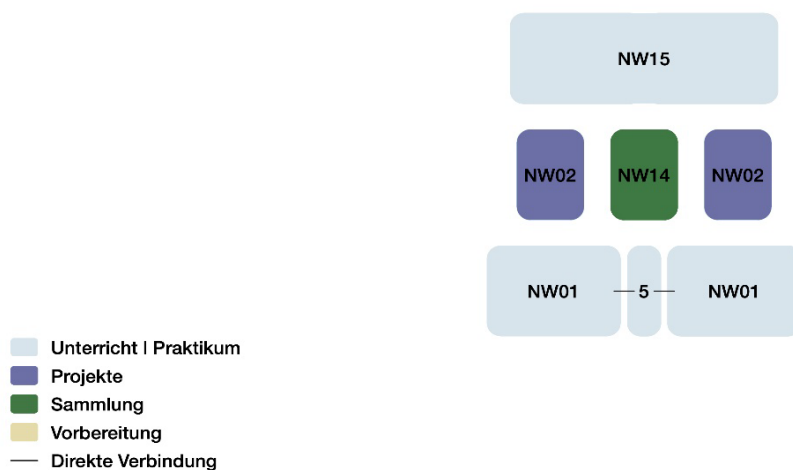 NW15
NW02 NW14 NW02
NW01 5 NW01
Unterricht | Praktikum
Projekte
Sammlung
Vorbereitung
Direkte Verbindung